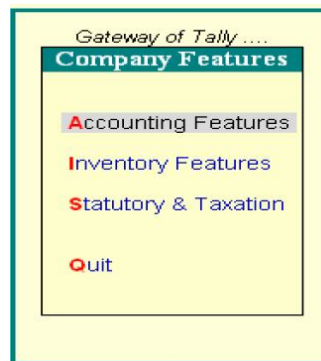 Gateway of Tally ....
Company Features
Accounting Features
Inventory Features
Statutory & Taxation
Quit